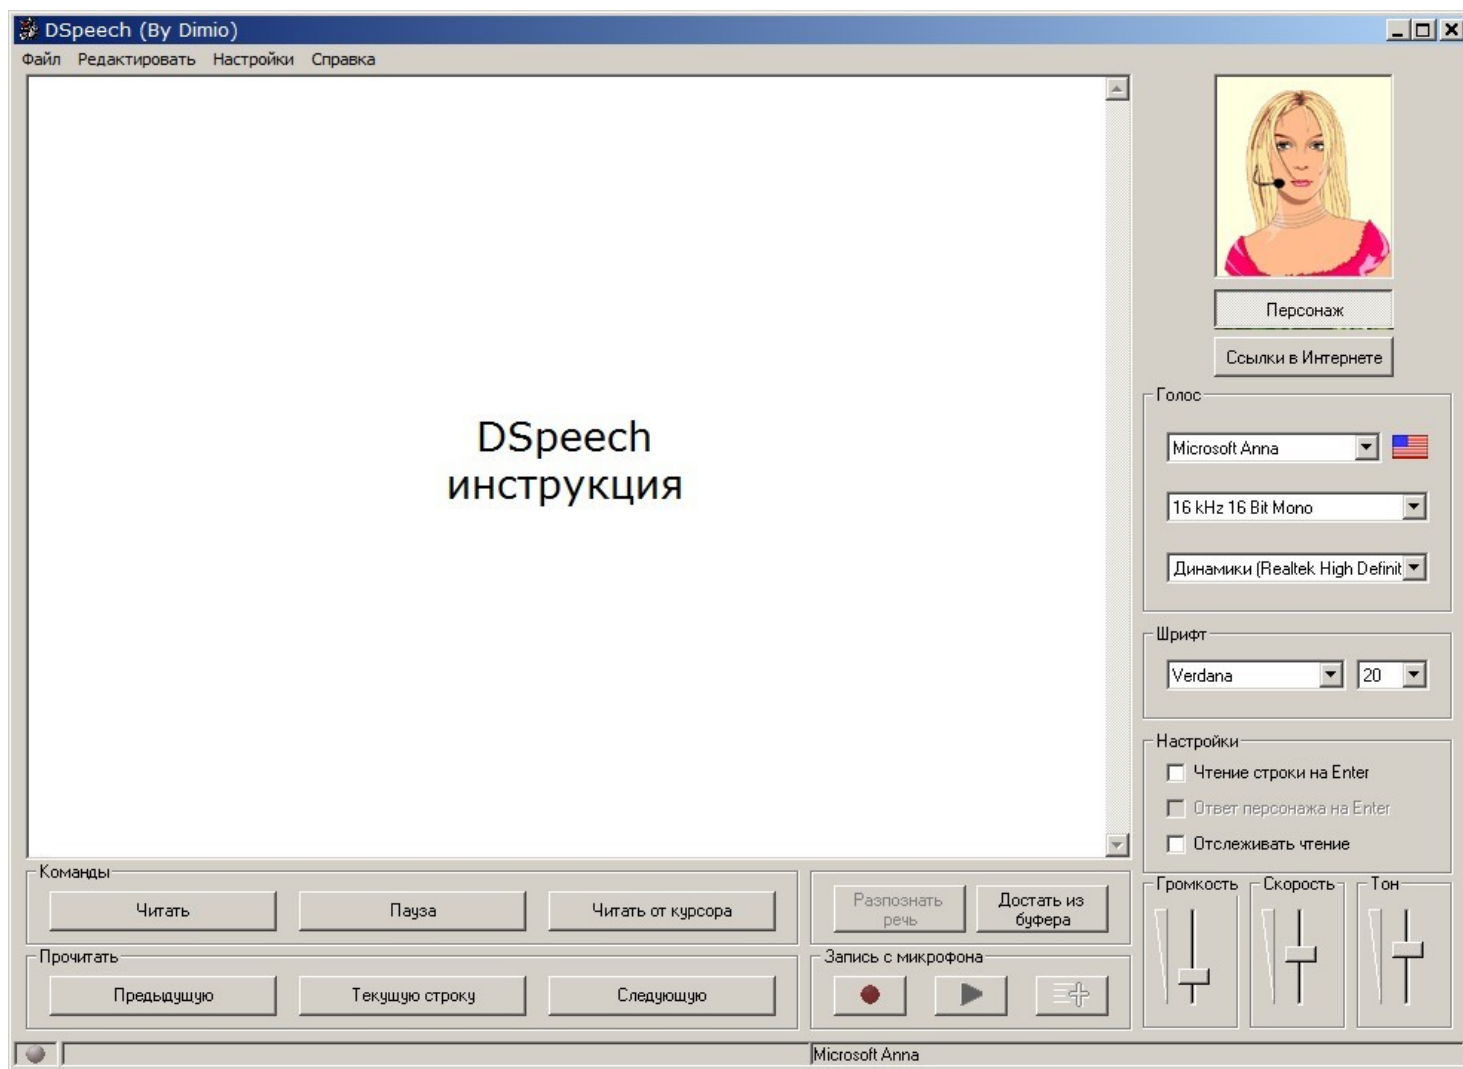 DSpeech (By Dimio)
Файл Редактировать Настройки Справка
DSpeech
инструкция
Персонаж
Ссылки в Интернете
Голос
Microsoft Anna
16 kHz 16 Bit Mono
Динамики (Realtek High Definit
Шрифт
Verdana 20
Настройки
Чтение строки на Enter
Ответ персонажа на Enter
Отслеживать чтение
Команды
Читать Пауза Читать от курсора
Разпознать
речь
Достать из
буфера
Громкость Скорость Тон
Прочитать
Предыдущую Текущую строку Следующую
Запись с микрофона
Microsoft Anna